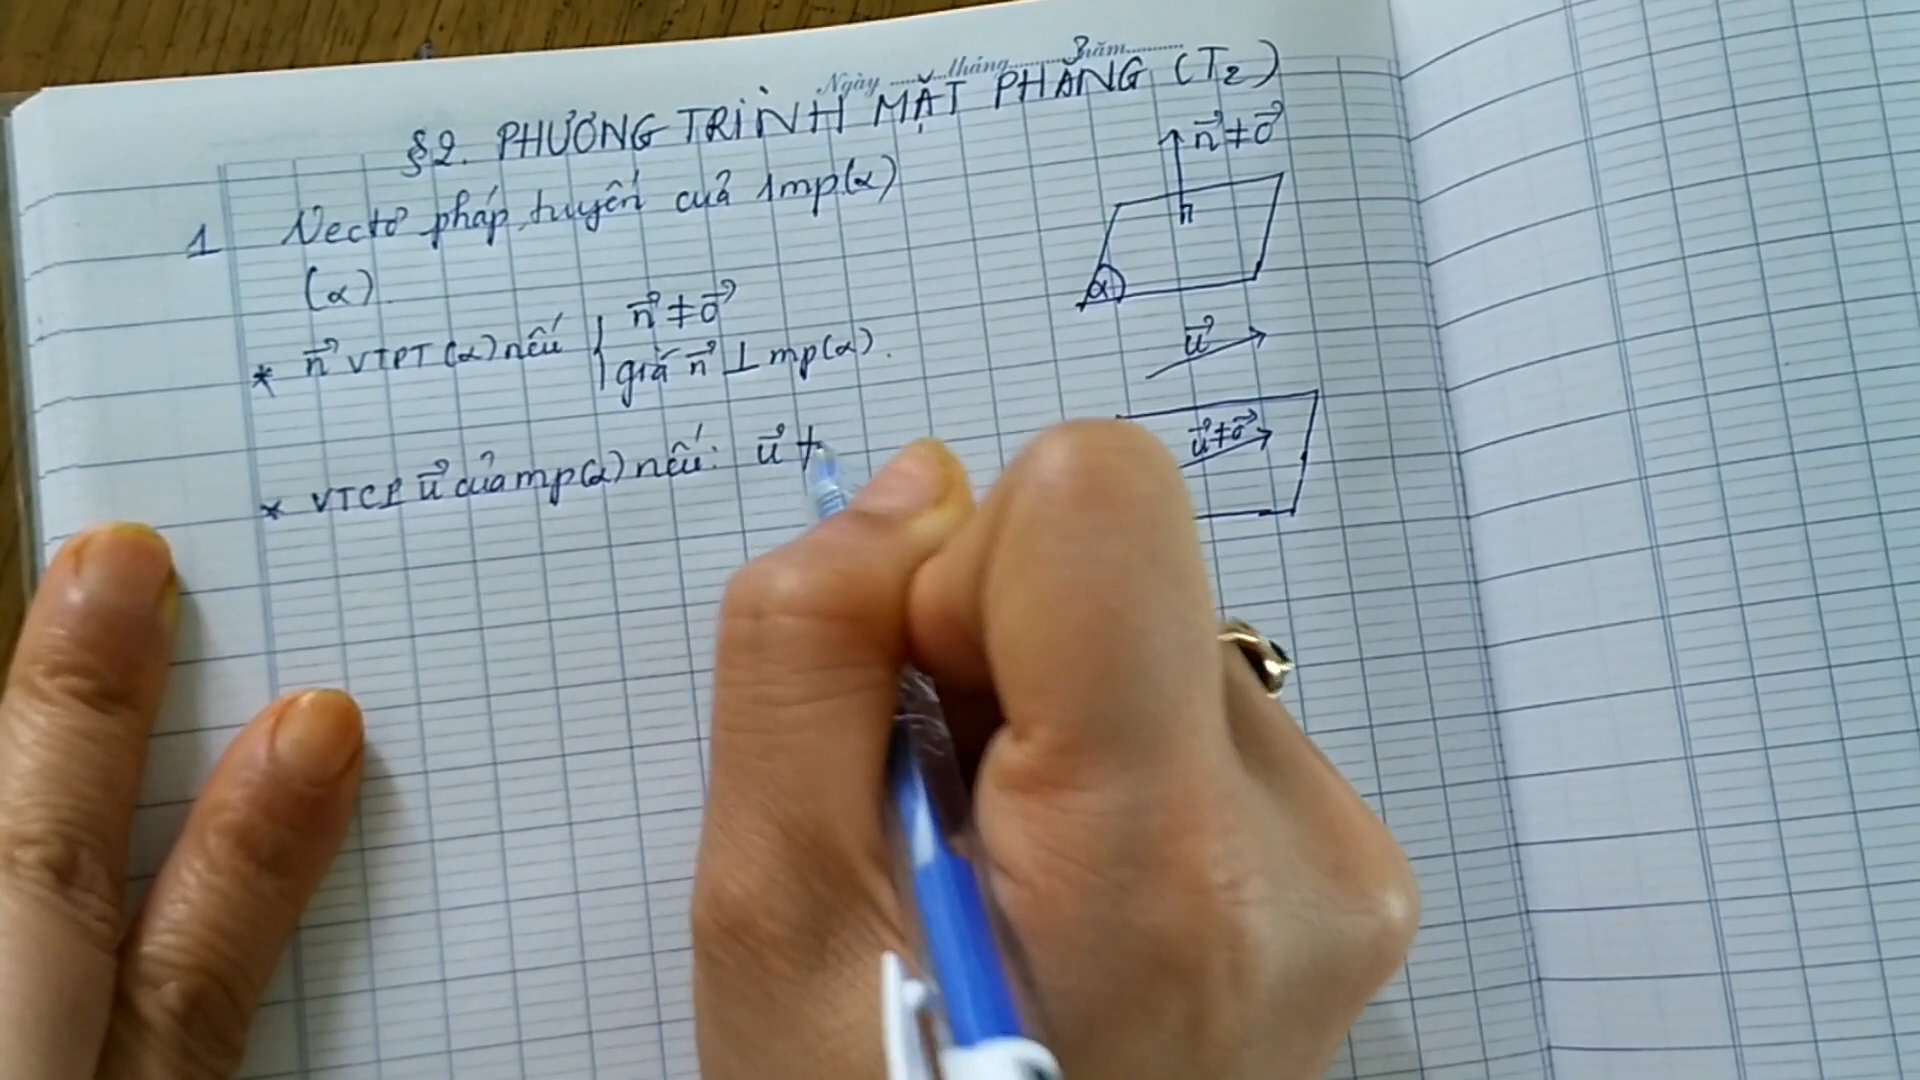 Ngày ........ tháng ........ năm ........
§2. PHƯƠNG TRÌNH MẶT PHẲNG (T2)
1 Vectơ pháp tuyến của 1mp(α)
(α)
* n⃗ VTPT (α) nếu { n⃗ ≠ 0⃗
giá n⃗ ⊥ mp(α).
* VTCP u⃗ của mp(α) nếu: u⃗ ≠
n⃗ ≠ 0⃗
α
u⃗
u⃗ ≠ 0⃗